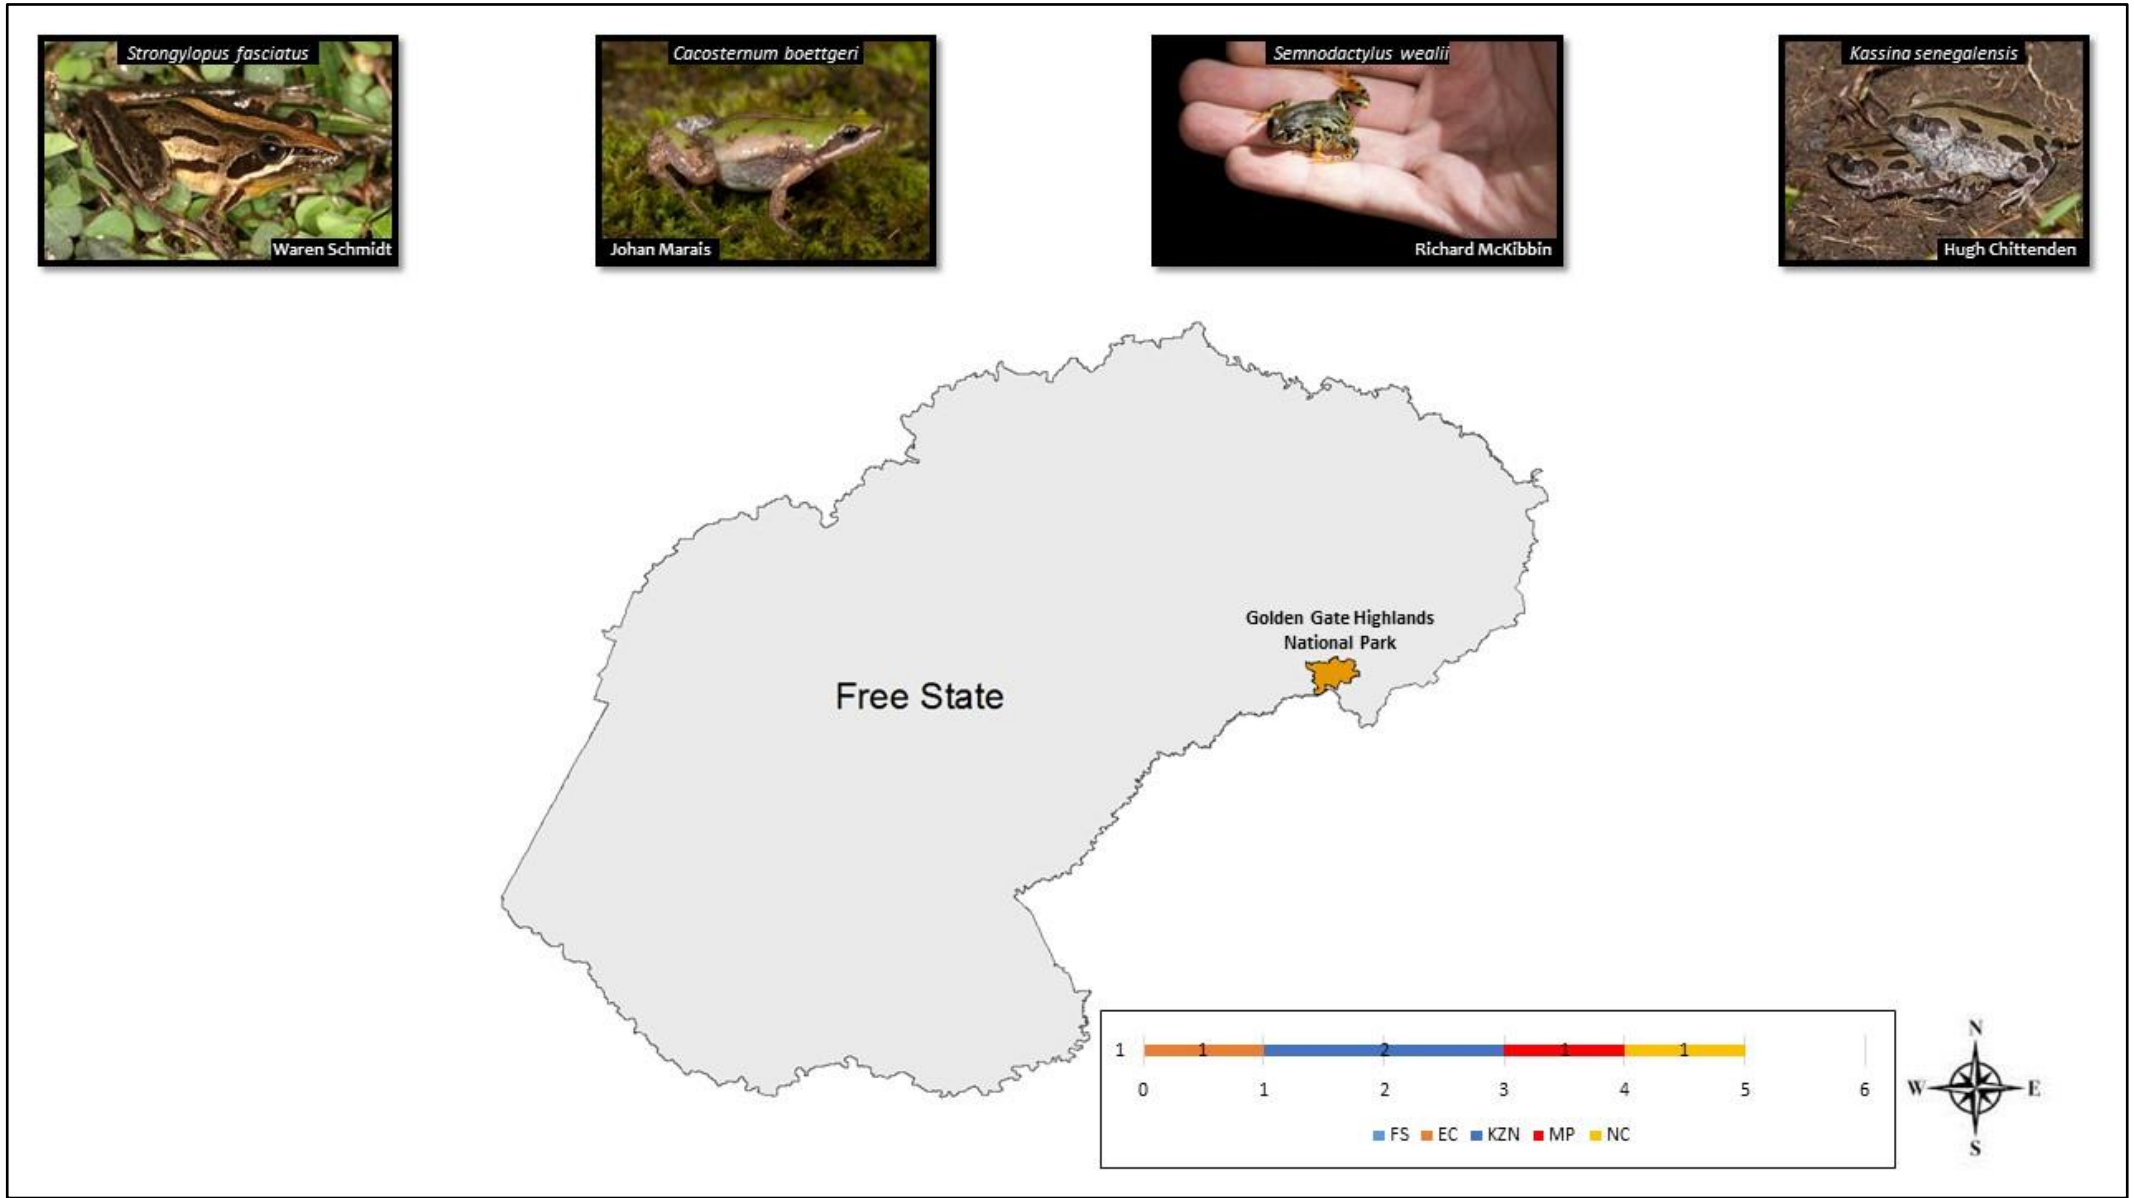 Strongylopus fasciatus
Waren Schmidt
Cacosternum boettgeri
Johan Marais
Semnodactylus wealii
Richard McKibbin
Kassina senegalensis
Hugh Chittenden
Golden Gate Highlands
National Park
Free State
1 1 2 1 1
0 1 2 3 4 5 6
FS EC KZN MP NC
N
W E
S